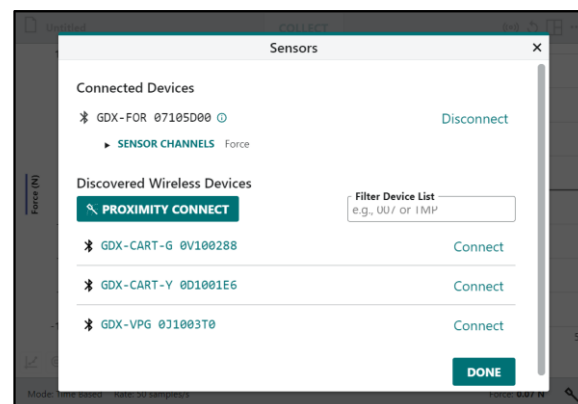 Untitled
COLLECT
Sensors
Connected Devices
GDX-FOR 07105D00
Disconnect
SENSOR CHANNELS Force
Discovered Wireless Devices
PROXIMITY CONNECT
Filter Device List
e.g., 007 or TMP
GDX-CART-G 0V100288
Connect
GDX-CART-Y 0D1001E6
Connect
GDX-VPG 0J1003T0
Connect
DONE
Force (N)
Mode: Time Based Rate: 50 samples/s
Force: 0.07 N